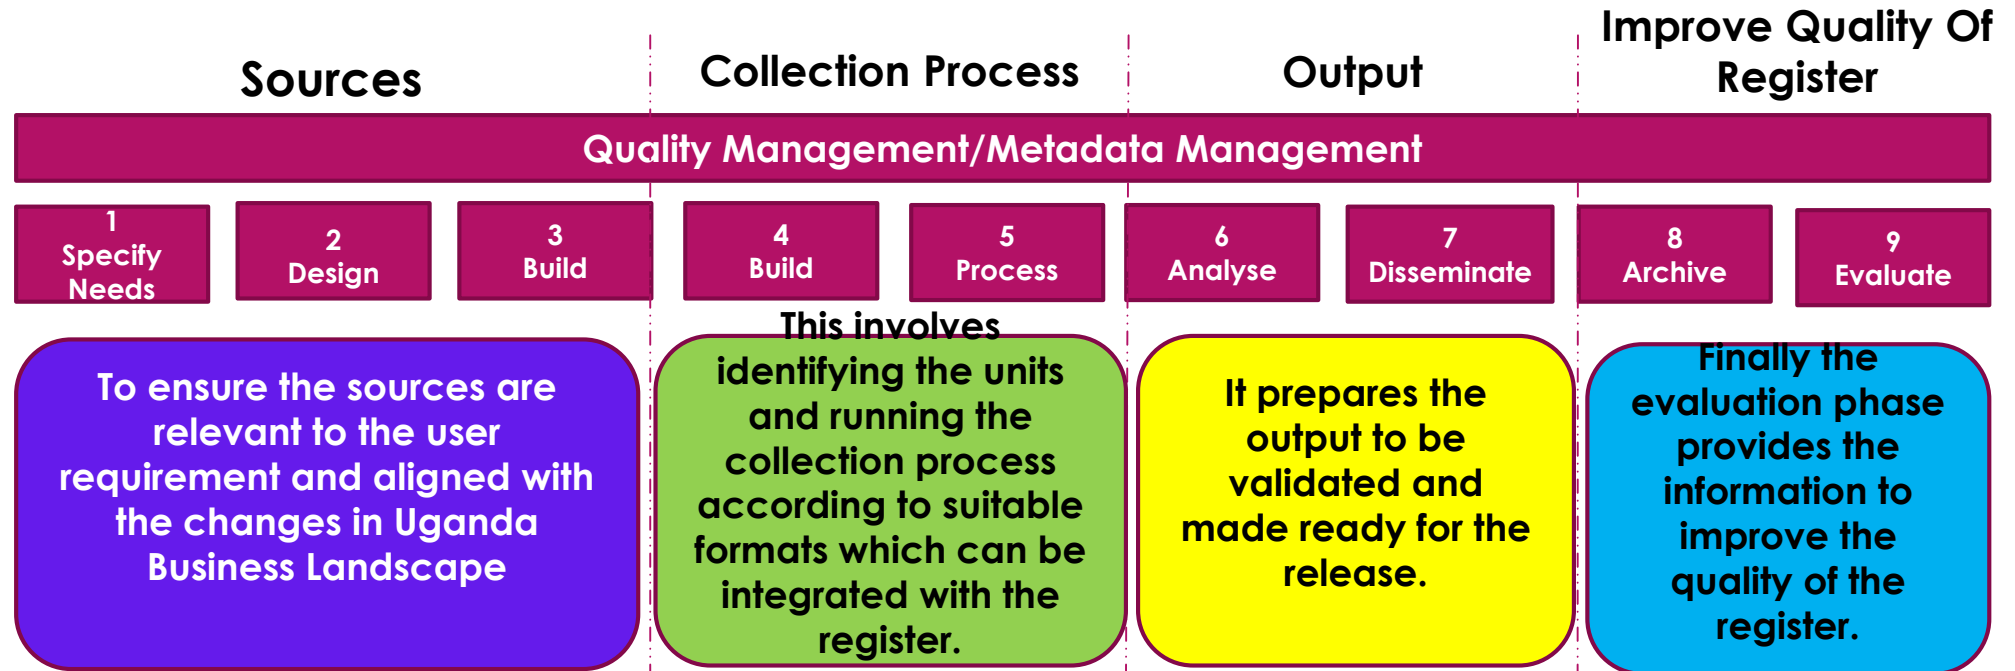 Sources
Collection Process
Output
Improve Quality Of
Register
Quality Management/Metadata Management
1
Specify
Needs
2
Design
3
Build
4
Build
5
Process
6
Analyse
7
Disseminate
8
Archive
9
Evaluate
To ensure the sources are
relevant to the user
requirement and aligned with
the changes in Uganda
Business Landscape
This involves
identifying the units
and running the
collection process
according to suitable
formats which can be
integrated with the
register.
It prepares the
output to be
validated and
made ready for the
release.
Finally the
evaluation phase
provides the
information to
improve the
quality of the
register.